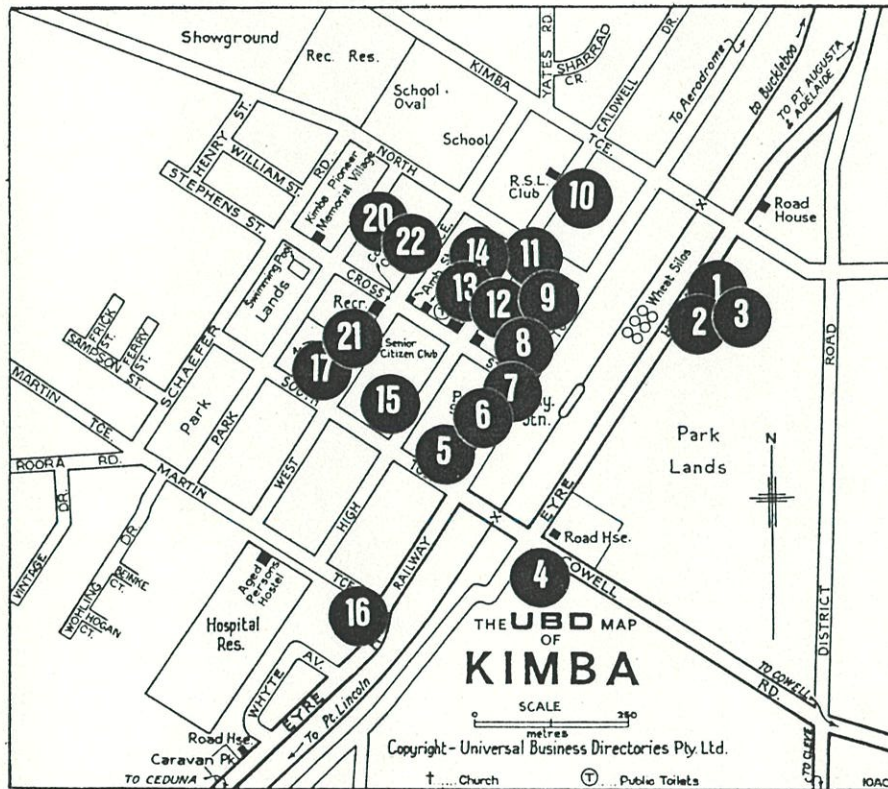 Showground
Rec. Res.
KIMBA
TCE.
YATES RD
SHARRAD
CR.
CALDWELL DR.
To Aerodrome
to Buckleboo
TO PT. AUGUSTA
& ADELAIDE
School
Oval
School
HENRY ST.
WILLIAM ST.
STEPHENS ST.
RD.
Kimba Pioneer
Memorial Village
NORTH
R.S.L.
Club
10
Road
House
20
22
14
11
13
12
9
8
Wheat Silos
1
2
3
Swimming Pool
Lands
CROSS
Recr.
Senior
Citizen Club
21
17
FRICK ST.
FERRY ST.
SAMPSON ST.
SCHAEFER
SOUTH
15
7
6
5
MARTIN
TCE.
Park
PARK
Park
Lands
N
ROAD
ROORA RD.
MARTIN
WEST
HIGH
EYRE
Road Hse.
VINTAGE DR.
WOHLING DR
BEINKE
CT.
HOGAN
CT.
Aged
Persons
Hostel
TCE
RAILWAY
4
COWELL
RD.
16
Hospital
Res.
THE UBD MAP
OF
KIMBA
DISTRICT
WHYTE AV.
EYRE
To Pt. Lincoln
SCALE
0 250
metres
TO COWELL
Road Hse.
Caravan Pk.
TO CEDUNA
Copyright- Universal Business Directories Pty. Ltd.
† .... Church
T ... Public Toilets
TO CLEVE